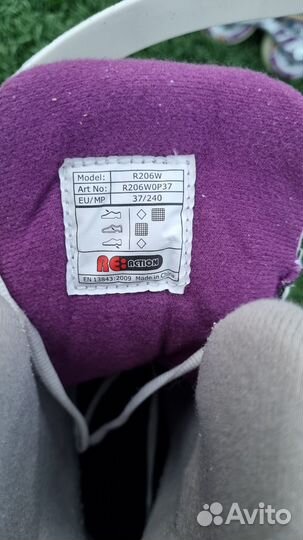 Model: R206W
Art No: R206W0P37
EU/MP 37/240
RE:ACTION
EN 13843:2009 Made in China
Avito